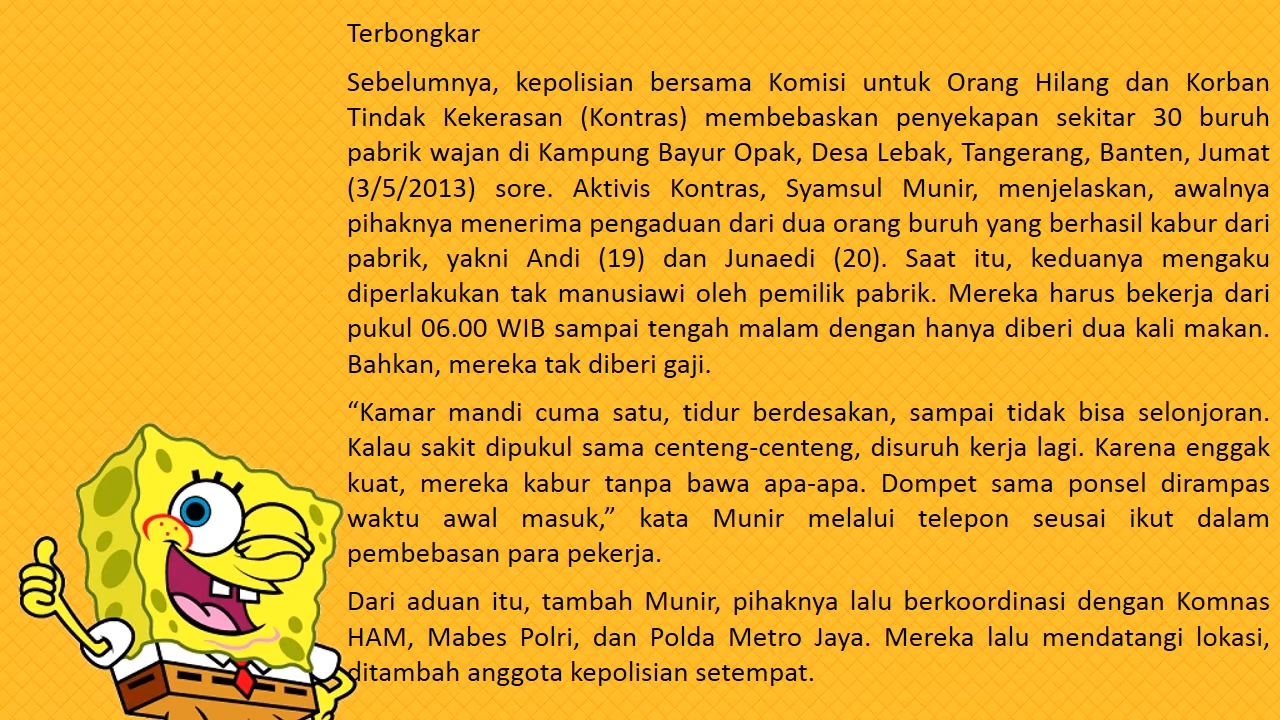 Terbongkar
Sebelumnya, kepolisian bersama Komisi untuk Orang Hilang dan Korban
Tindak Kekerasan (Kontras) membebaskan penyekapan sekitar 30 buruh
pabrik wajan di Kampung Bayur Opak, Desa Lebak, Tangerang, Banten, Jumat
(3/5/2013) sore. Aktivis Kontras, Syamsul Munir, menjelaskan, awalnya
pihaknya menerima pengaduan dari dua orang buruh yang berhasil kabur dari
pabrik, yakni Andi (19) dan Junaedi (20). Saat itu, keduanya mengaku
diperlakukan tak manusiawi oleh pemilik pabrik. Mereka harus bekerja dari
pukul 06.00 WIB sampai tengah malam dengan hanya diberi dua kali makan.
Bahkan, mereka tak diberi gaji.
“Kamar mandi cuma satu, tidur berdesakan, sampai tidak bisa selonjoran.
Kalau sakit dipukul sama centeng-centeng, disuruh kerja lagi. Karena enggak
kuat, mereka kabur tanpa bawa apa-apa. Dompet sama ponsel dirampas
waktu awal masuk,” kata Munir melalui telepon seusai ikut dalam
pembebasan para pekerja.
Dari aduan itu, tambah Munir, pihaknya lalu berkoordinasi dengan Komnas
HAM, Mabes Polri, dan Polda Metro Jaya. Mereka lalu mendatangi lokasi,
ditambah anggota kepolisian setempat.